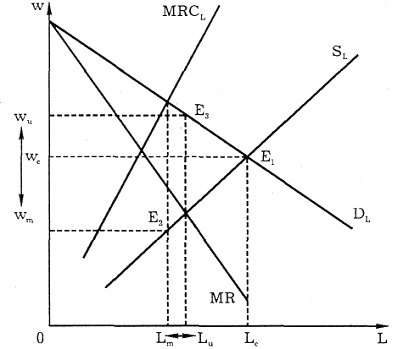 w
MRC_L
S_L
w_u
E_3
w_c
E_1
w_m
E_2
D_L
MR
0
L_m
L_u
L_c
L